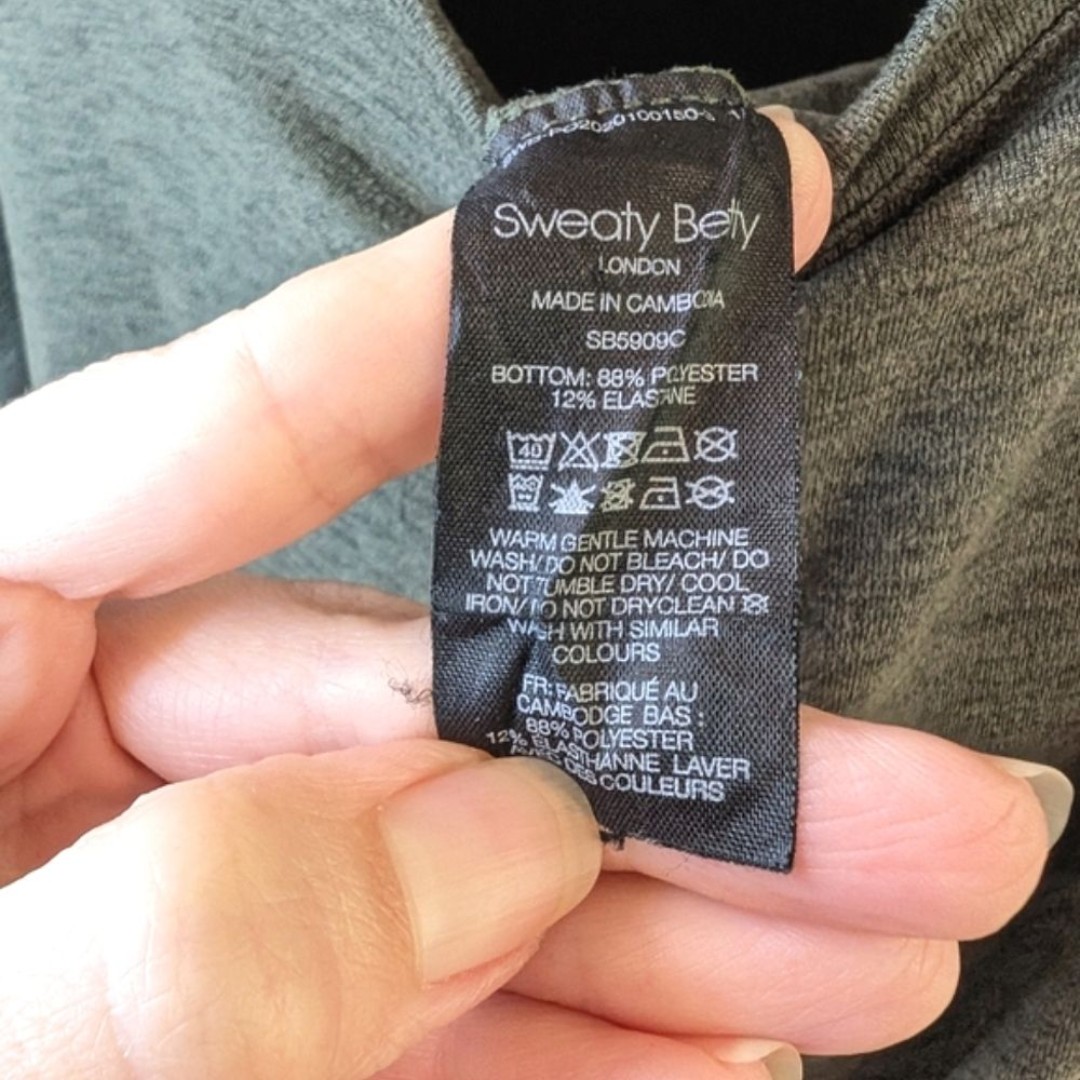 Sweaty Betty
LONDON
MADE IN CAMBODIA
SB5909C
BOTTOM: 88% POLYESTER
12% ELASTANE
40
WARM GENTLE MACHINE
WASH/ DO NOT BLEACH/ DO
NOT TUMBLE DRY/ COOL
IRON/ DO NOT DRYCLEAN
WASH WITH SIMILAR
COLOURS
FR: FABRIQUÉ AU
CAMBODGE BAS :
88% POLYESTER
12% ELASTHANNE LAVER
AVEC DES COULEURS